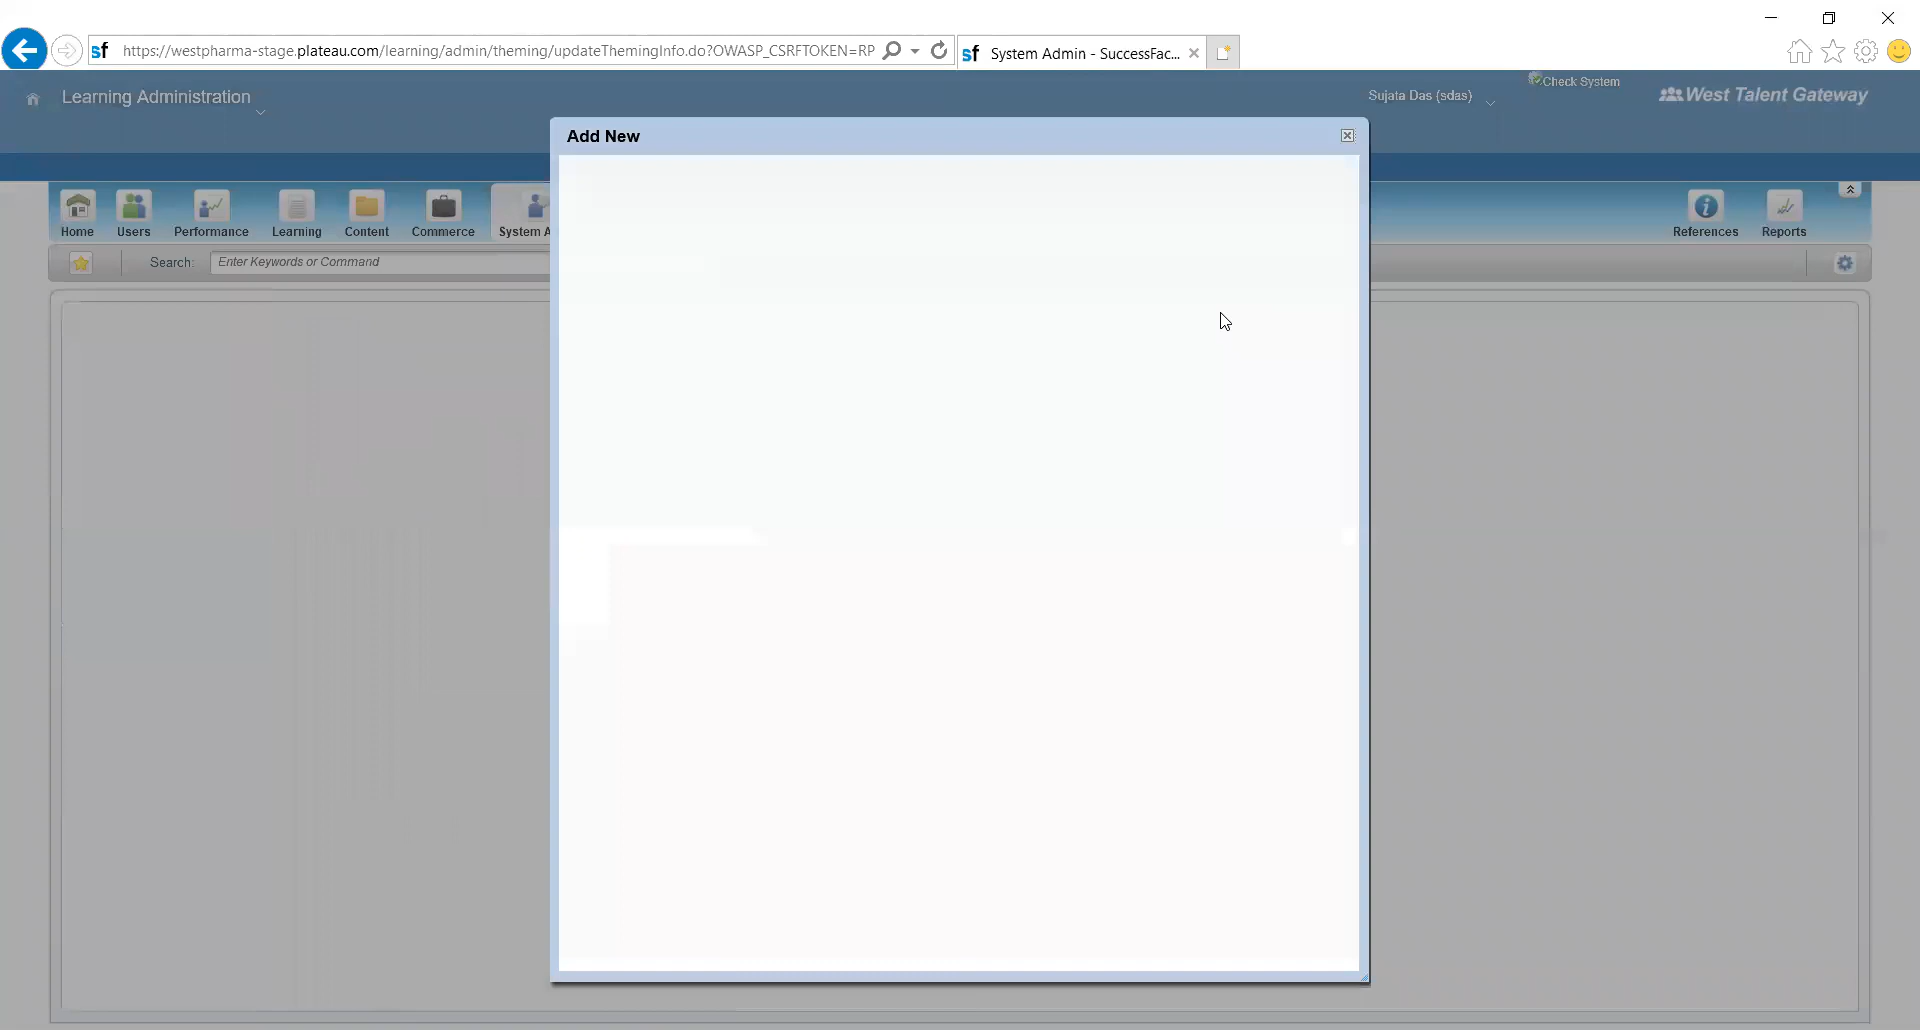 sf https://westpharma-stage.plateau.com/learning/admin/theming/updateThemingInfo.do?OWASP_CSRFTOKEN=RP
sf System Admin - SuccessFac...
Learning Administration
Sujata Das (sdas)
Check System
West Talent Gateway
Add New
Home
Users
Performance
Learning
Content
Commerce
System A
References
Reports
Search:
Enter Keywords or Command